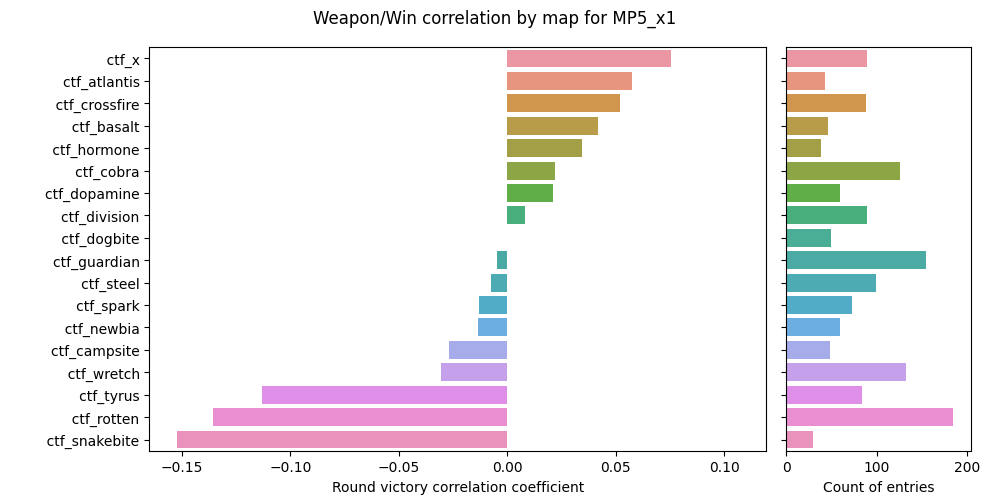 Weapon/Win correlation by map for MP5_x1
ctf_x
ctf_atlantis
ctf_crossfire
ctf_basalt
ctf_hormone
ctf_cobra
ctf_dopamine
ctf_division
ctf_dogbite
ctf_guardian
ctf_steel
ctf_spark
ctf_newbia
ctf_campsite
ctf_wretch
ctf_tyrus
ctf_rotten
ctf_snakebite
−0.15 −0.10 −0.05 0.00 0.05 0.10
Round victory correlation coefficient
0 100 200
Count of entries